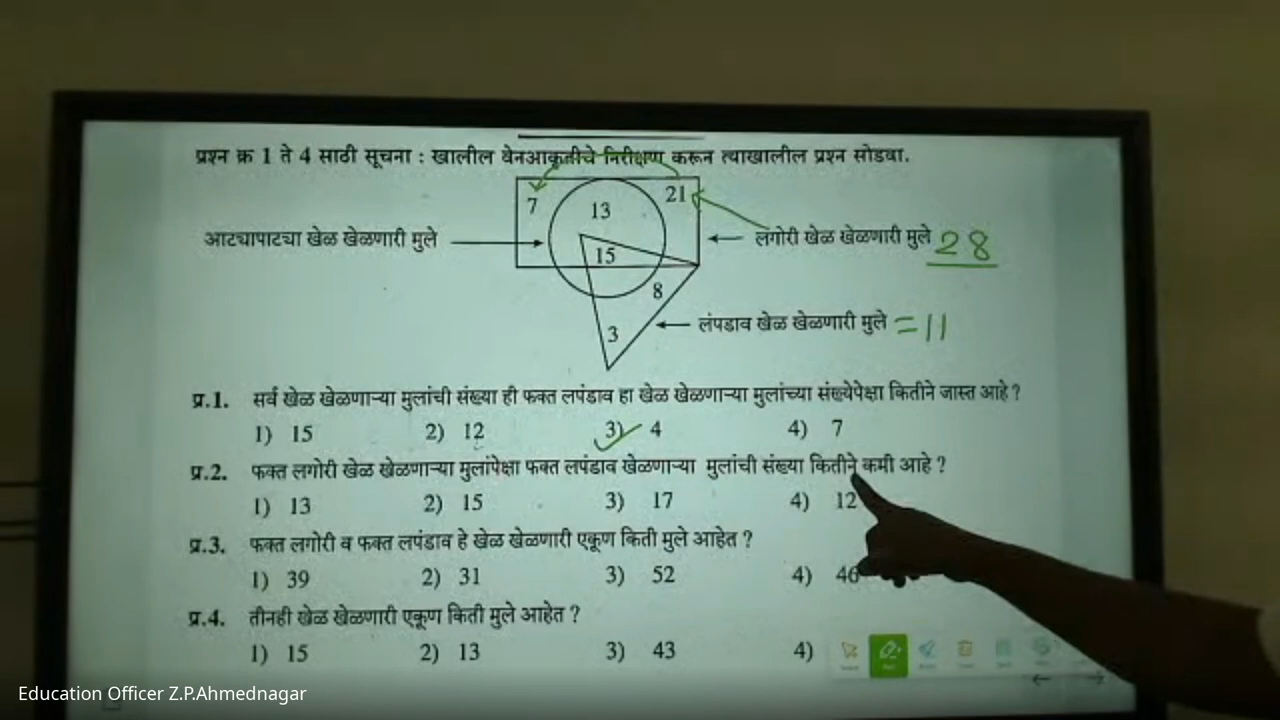 प्रश्न क्र 1 ते 4 साठी सूचना : खालील वेनआकृतीचे निरीक्षण करून त्याखालील प्रश्न सोडवा.
7
13
21
आट्यापाट्या खेळ खेळणारी मुले
लगोरी खेळ खेळणारी मुले 28
15
8
लंपडाव खेळ खेळणारी मुले = 11
3
प्र.1. सर्व खेळ खेळणाऱ्या मुलांची संख्या ही फक्त लपंडाव हा खेळ खेळणाऱ्या मुलांच्या संख्येपेक्षा कितीने जास्त आहे ?
1) 15 2) 12 3) 4 4) 7
प्र.2. फक्त लगोरी खेळ खेळणाऱ्या मुलांपेक्षा फक्त लपंडाव खेळणाऱ्या मुलांची संख्या कितीने कमी आहे ?
1) 13 2) 15 3) 17 4) 12
प्र.3. फक्त लगोरी व फक्त लपंडाव हे खेळ खेळणारी एकूण किती मुले आहेत ?
1) 39 2) 31 3) 52 4) 46
प्र.4. तीनही खेळ खेळणारी एकूण किती मुले आहेत ?
1) 15 2) 13 3) 43 4)
Education Officer Z.P.Ahmednagar